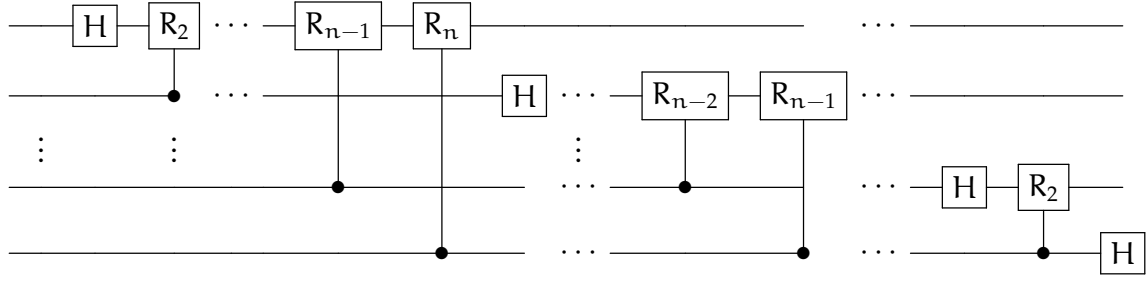 H R₂ ⋯ Rₙ₋₁ Rₙ ⋯
⋯ H ⋯ Rₙ₋₂ Rₙ₋₁ ⋯
⋮ ⋮ ⋮
⋯ ⋯ H R₂
⋯ ⋯ H